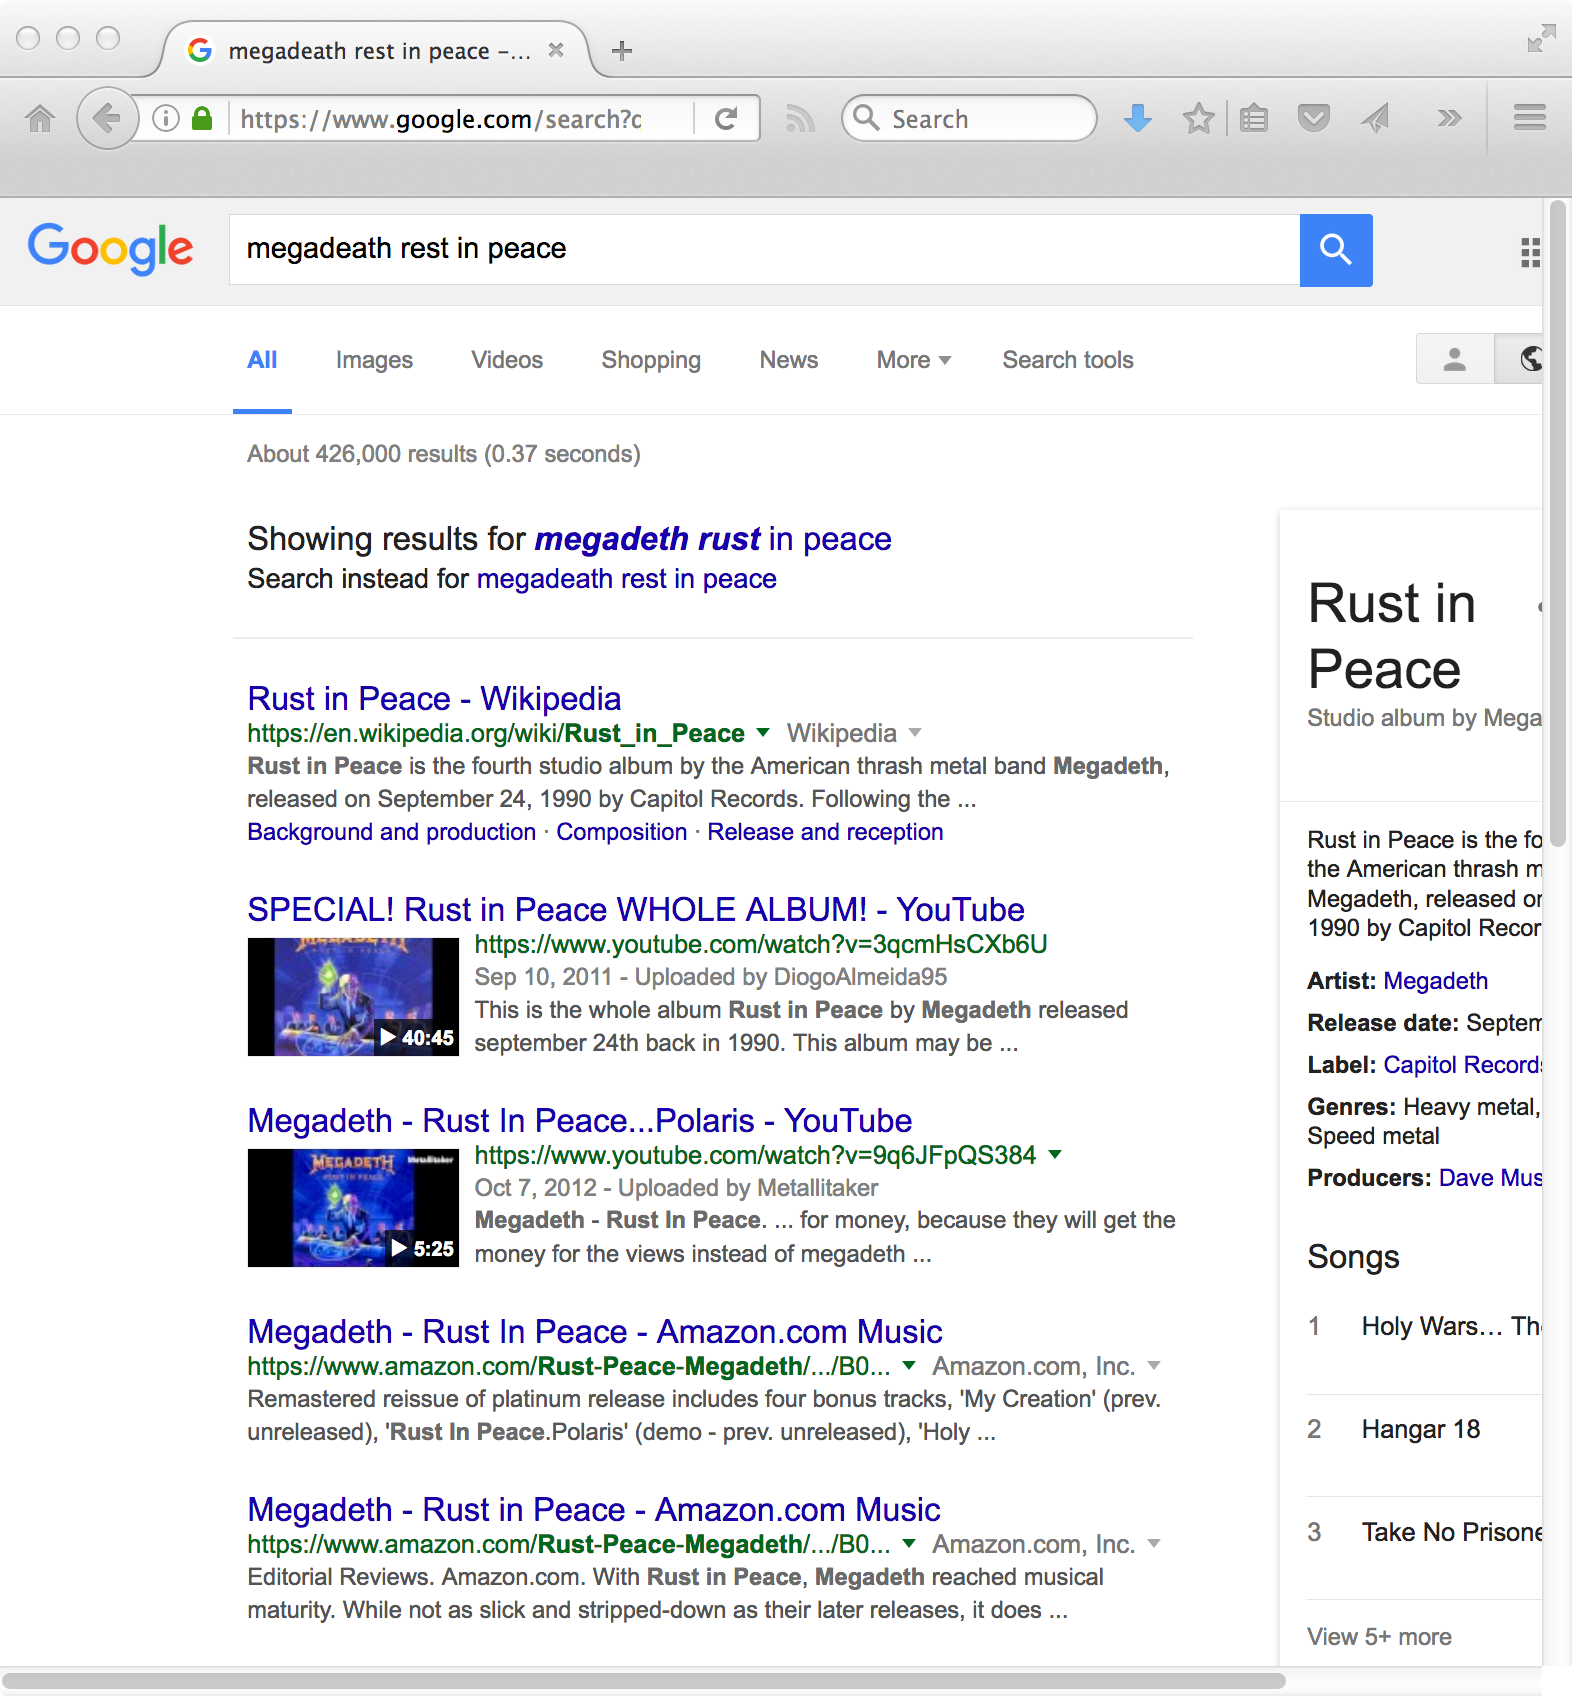 megadeath rest in peace –...
https://www.google.com/search?
Search
Google
megadeath rest in peace
All Images Videos Shopping News More Search tools
About 426,000 results (0.37 seconds)
Showing results for megadeth rust in peace
Search instead for megadeath rest in peace
Rust in Peace - Wikipedia
https://en.wikipedia.org/wiki/Rust_in_Peace Wikipedia
Rust in Peace is the fourth studio album by the American thrash metal band Megadeth,
released on September 24, 1990 by Capitol Records. Following the ...
Background and production · Composition · Release and reception
SPECIAL! Rust in Peace WHOLE ALBUM! - YouTube
MEGADETH
40:45
https://www.youtube.com/watch?v=3qcmHsCXb6U
Sep 10, 2011 - Uploaded by DiogoAlmeida95
This is the whole album Rust in Peace by Megadeth released
september 24th back in 1990. This album may be ...
Megadeth - Rust In Peace...Polaris - YouTube
MEGADETH Metallitaker
RUST IN PEACE
5:25
https://www.youtube.com/watch?v=9q6JFpQS384
Oct 7, 2012 - Uploaded by Metallitaker
Megadeth - Rust In Peace. ... for money, because they will get the
money for the views instead of megadeth ...
Megadeth - Rust In Peace - Amazon.com Music
https://www.amazon.com/Rust-Peace-Megadeth/.../B0... Amazon.com, Inc.
Remastered reissue of platinum release includes four bonus tracks, 'My Creation' (prev.
unreleased), 'Rust In Peace.Polaris' (demo - prev. unreleased), 'Holy ...
Megadeth - Rust in Peace - Amazon.com Music
https://www.amazon.com/Rust-Peace-Megadeth/.../B0... Amazon.com, Inc.
Editorial Reviews. Amazon.com. With Rust in Peace, Megadeth reached musical
maturity. While not as slick and stripped-down as their later releases, it does ...
Rust in
Peace
Studio album by Mega
Rust in Peace is the fo
the American thrash m
Megadeth, released or
1990 by Capitol Recor
Artist: Megadeth
Release date: Septem
Label: Capitol Records
Genres: Heavy metal,
Speed metal
Producers: Dave Mus
Songs
1 Holy Wars... The
2 Hangar 18
3 Take No Prisone
View 5+ more